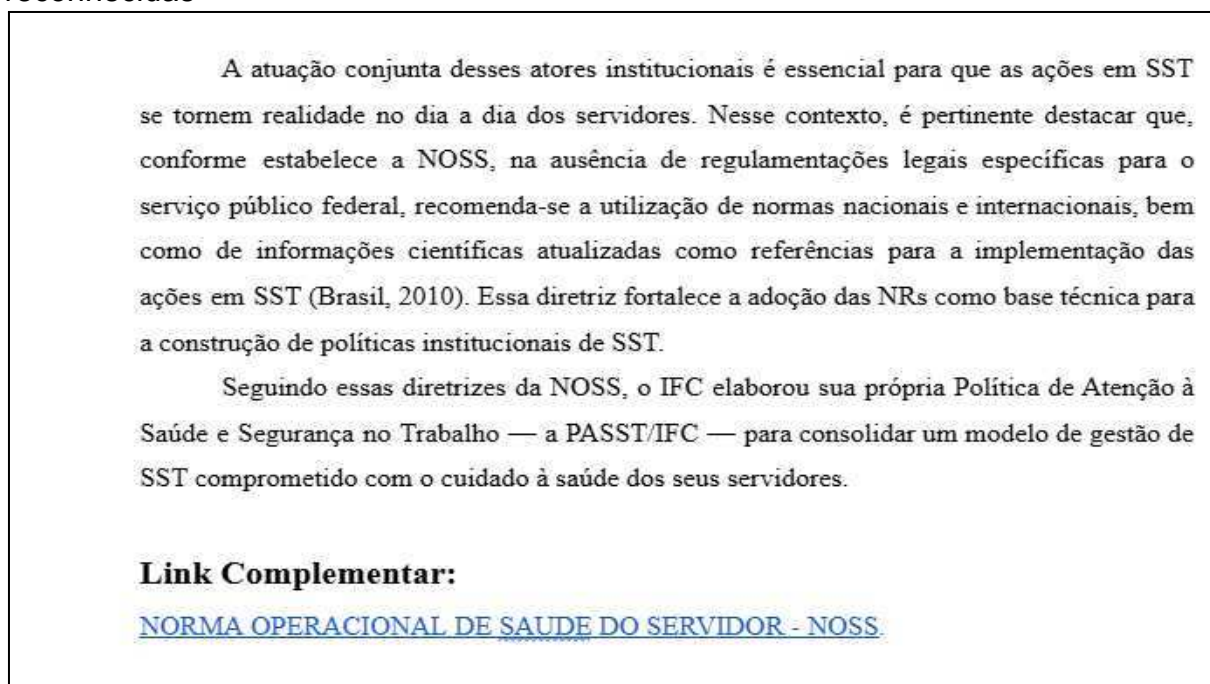 reconhecidas
A atuação conjunta desses atores institucionais é essencial para que as ações em SST
se tornem realidade no dia a dia dos servidores. Nesse contexto, é pertinente destacar que,
conforme estabelece a NOSS, na ausência de regulamentações legais específicas para o
serviço público federal, recomenda-se a utilização de normas nacionais e internacionais, bem
como de informações científicas atualizadas como referências para a implementação das
ações em SST (Brasil, 2010). Essa diretriz fortalece a adoção das NRs como base técnica para
a construção de políticas institucionais de SST.
Seguindo essas diretrizes da NOSS, o IFC elaborou sua própria Política de Atenção à
Saúde e Segurança no Trabalho — a PASST/IFC — para consolidar um modelo de gestão de
SST comprometido com o cuidado à saúde dos seus servidores.
Link Complementar:
NORMA OPERACIONAL DE SAUDE DO SERVIDOR - NOSS.